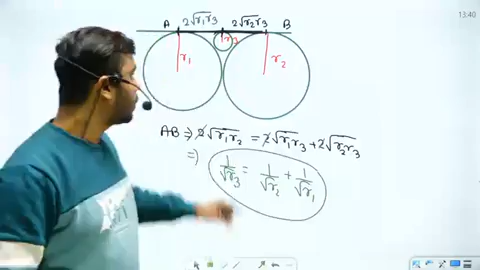 13:40
A 2√r₁r₃ 2√r₂r₃ B
r₃
r₁ r₂
AB ⇒ 2√r₁r₂ = 2√r₁r₃ + 2√r₂r₃
⇒) 1/√r₃ = 1/√r₂ + 1/√r₁